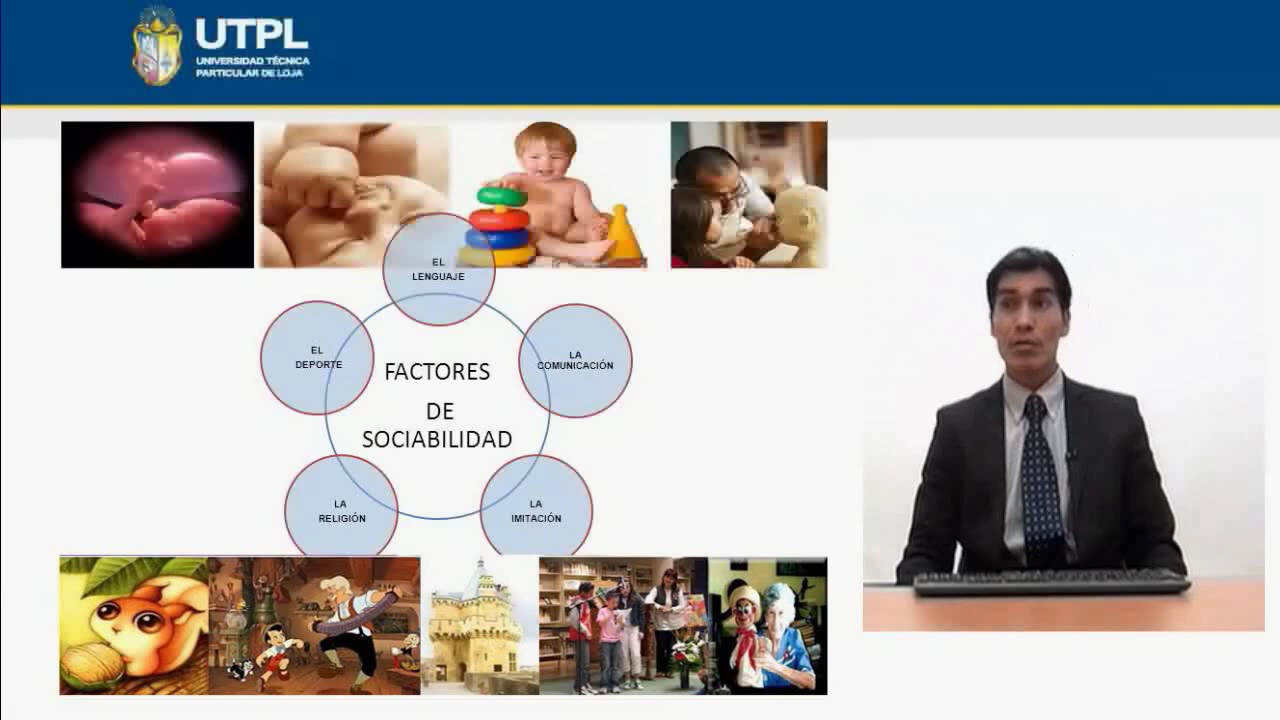 UTPL
UNIVERSIDAD TÉCNICA
PARTICULAR DE LOJA
EL
LENGUAJE
EL
DEPORTE
LA
COMUNICACIÓN
FACTORES
DE
SOCIABILIDAD
LA
RELIGIÓN
LA
IMITACIÓN